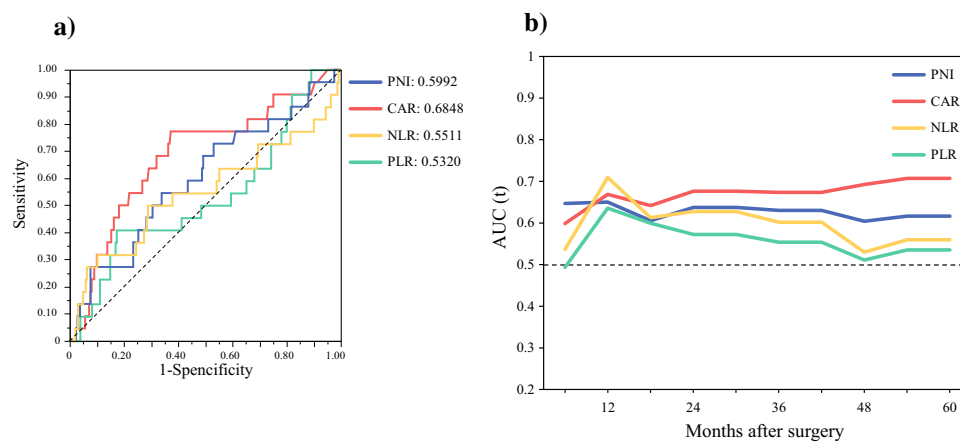 a)
1.00
0.90
0.80
0.70
0.60
0.50
0.40
0.30
0.20
0.10
0
Sensitivity
0 0.20 0.40 0.60 0.80 1.00
1-Spencificity
PNI: 0.5992
CAR: 0.6848
NLR: 0.5511
PLR: 0.5320
b)
1
0.9
0.8
0.7
0.6
0.5
0.4
0.3
0.2
AUC (t)
12 24 36 48 60
Months after surgery
PNI
CAR
NLR
PLR